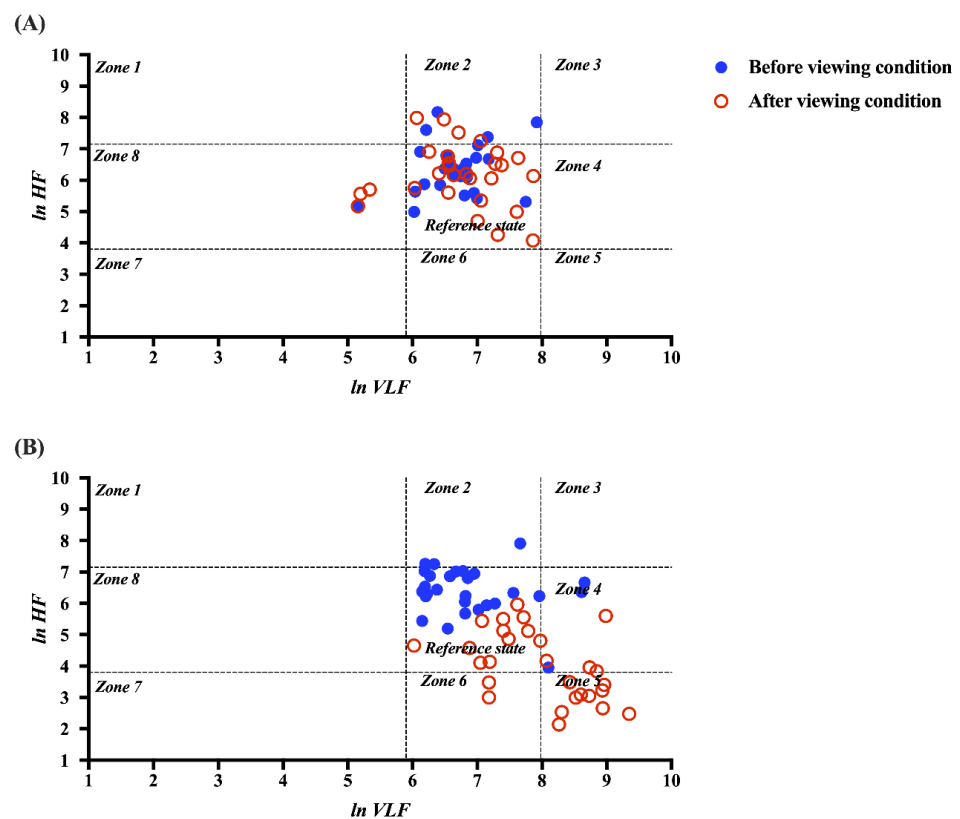 (A)
10
9
8
7
6
5
4
3
2
1
ln HF
Zone 1
Zone 2
Zone 3
Zone 8
Zone 4
Reference state
Zone 7
Zone 6
Zone 5
1 2 3 4 5 6 7 8 9 10
ln VLF
Before viewing condition
After viewing condition
(B)
10
9
8
7
6
5
4
3
2
1
ln HF
Zone 1
Zone 2
Zone 3
Zone 8
Zone 4
Reference state
Zone 7
Zone 6
Zone 5
1 2 3 4 5 6 7 8 9 10
ln VLF